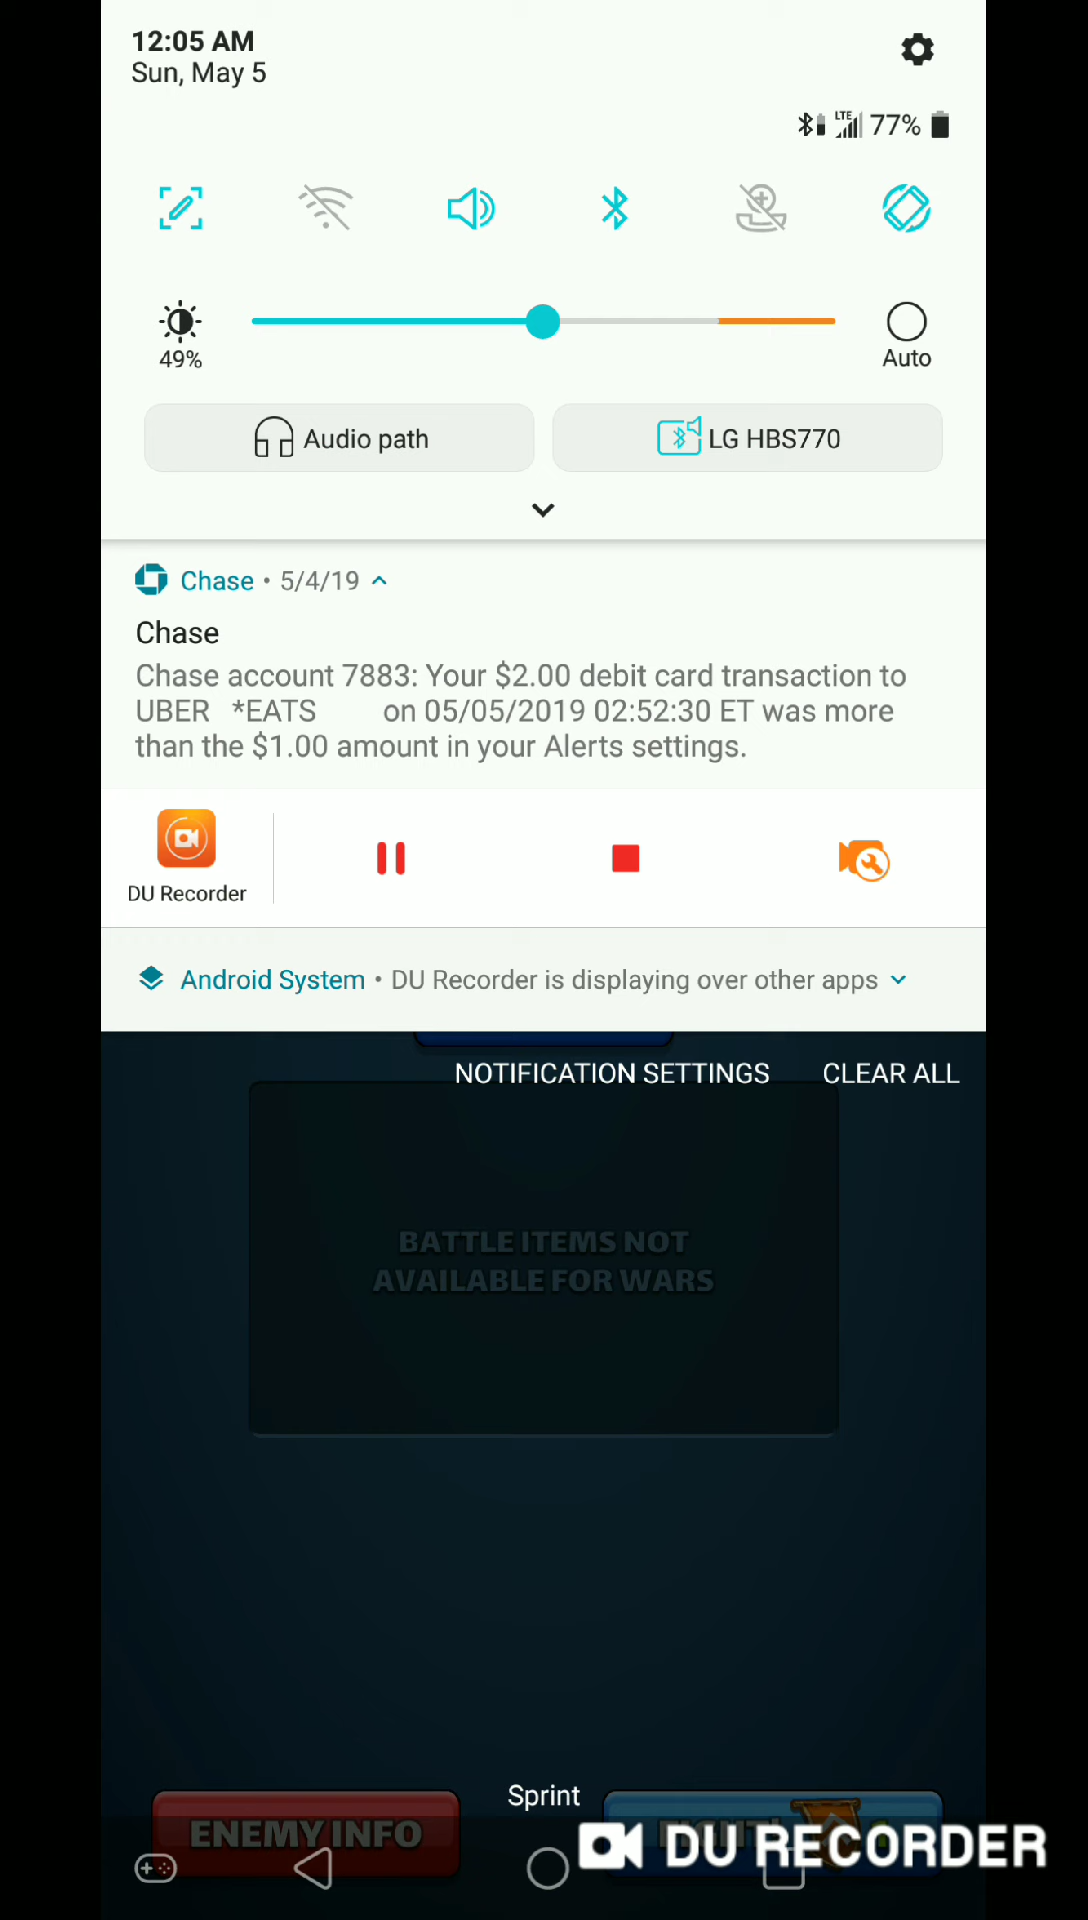 12:05 AM
Sun, May 5
LTE 77%
49%
Auto
Audio path
LG HBS770
Chase • 5/4/19
Chase
Chase account 7883: Your $2.00 debit card transaction to
UBER *EATS on 05/05/2019 02:52:30 ET was more
than the $1.00 amount in your Alerts settings.
DU Recorder
Android System • DU Recorder is displaying over other apps
NOTIFICATION SETTINGS CLEAR ALL
BATTLE ITEMS NOT
AVAILABLE FOR WARS
Sprint
ENEMY INFO
DU RECORDER